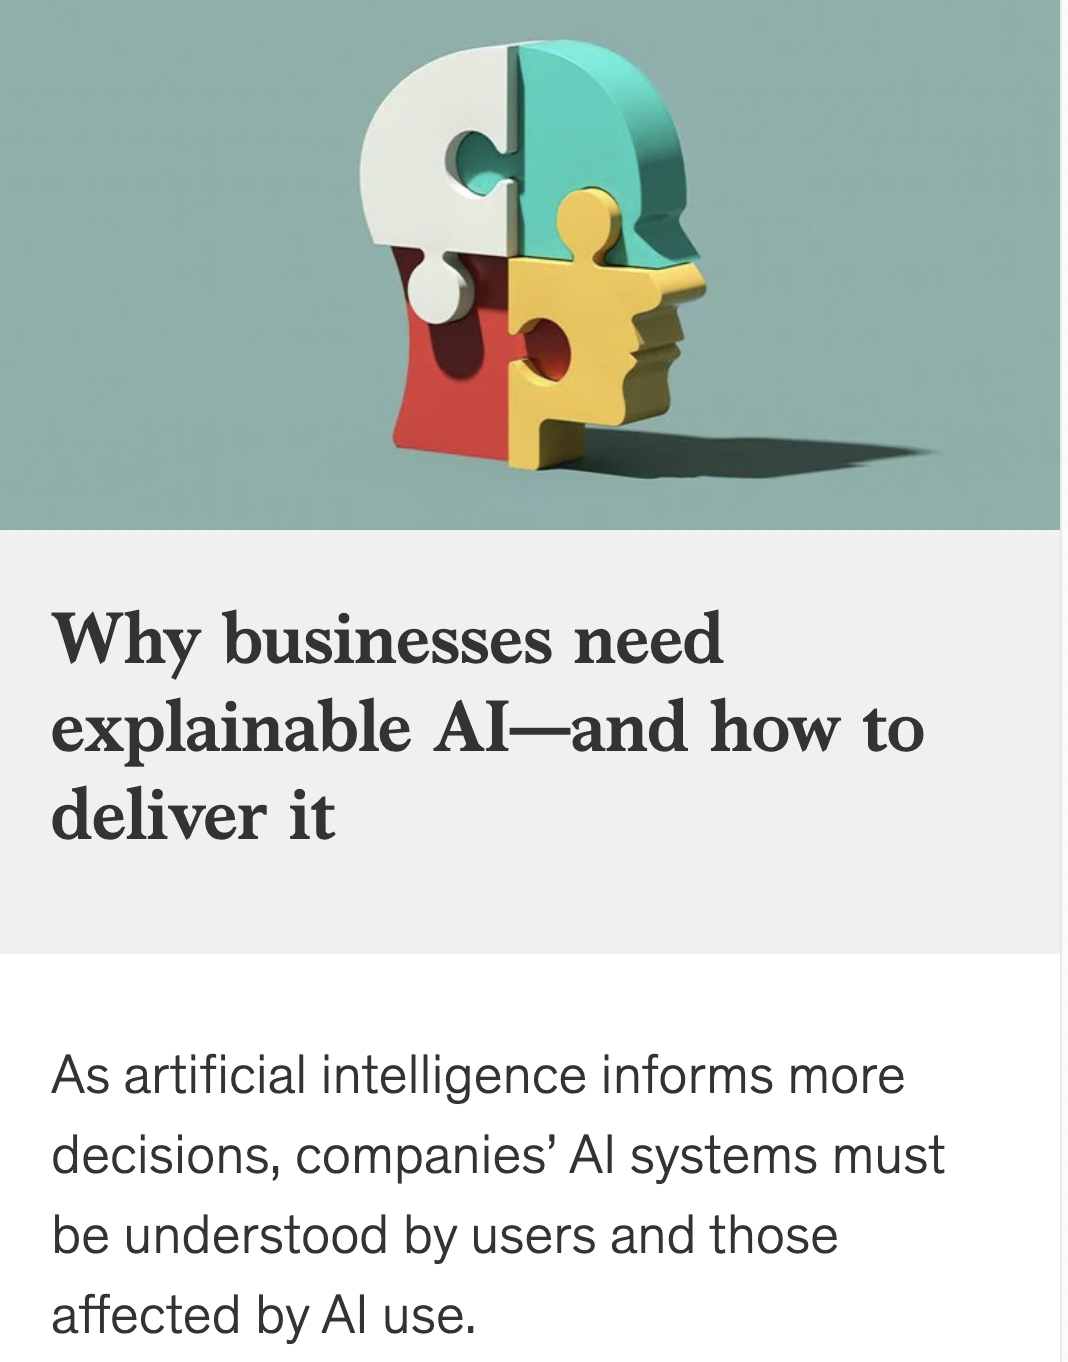 Why businesses need
explainable AI—and how to
deliver it
As artificial intelligence informs more
decisions, companies’ AI systems must
be understood by users and those
affected by AI use.